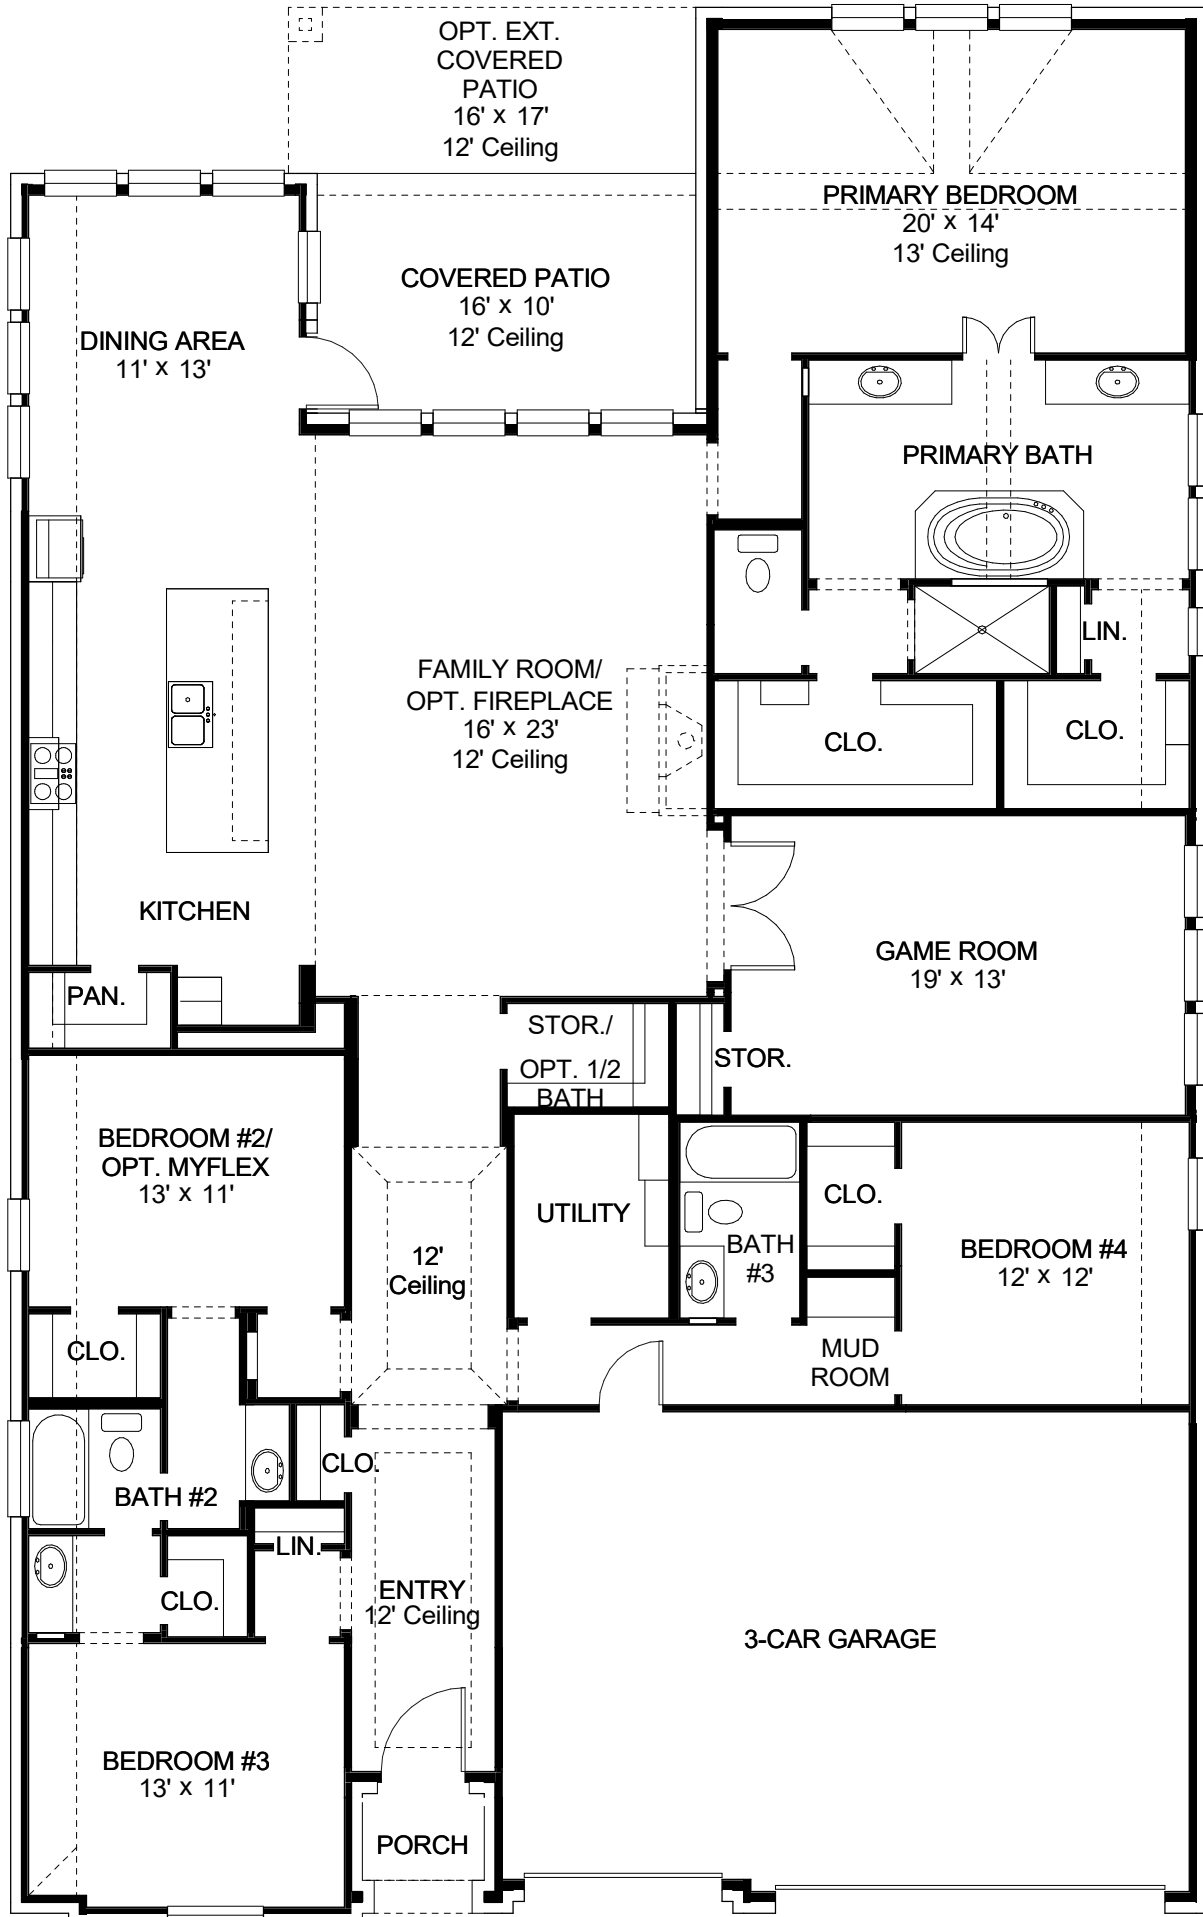 OPT. EXT.
COVERED
PATIO
16' x 17'
12' Ceiling
PRIMARY BEDROOM
20' x 14'
13' Ceiling
COVERED PATIO
16' x 10'
12' Ceiling
DINING AREA
11' x 13'
PRIMARY BATH
LIN.
FAMILY ROOM/
OPT. FIREPLACE
16' x 23'
12' Ceiling
CLO.
CLO.
KITCHEN
GAME ROOM
19' x 13'
PAN.
STOR./
OPT. 1/2
BATH
STOR.
BEDROOM #2/
OPT. MYFLEX
13' x 11'
UTILITY
CLO.
BATH
#3
BEDROOM #4
12' x 12'
12'
Ceiling
CLO.
MUD
ROOM
CLO.
BATH #2
LIN.
CLO.
ENTRY
12' Ceiling
3-CAR GARAGE
BEDROOM #3
13' x 11'
PORCH